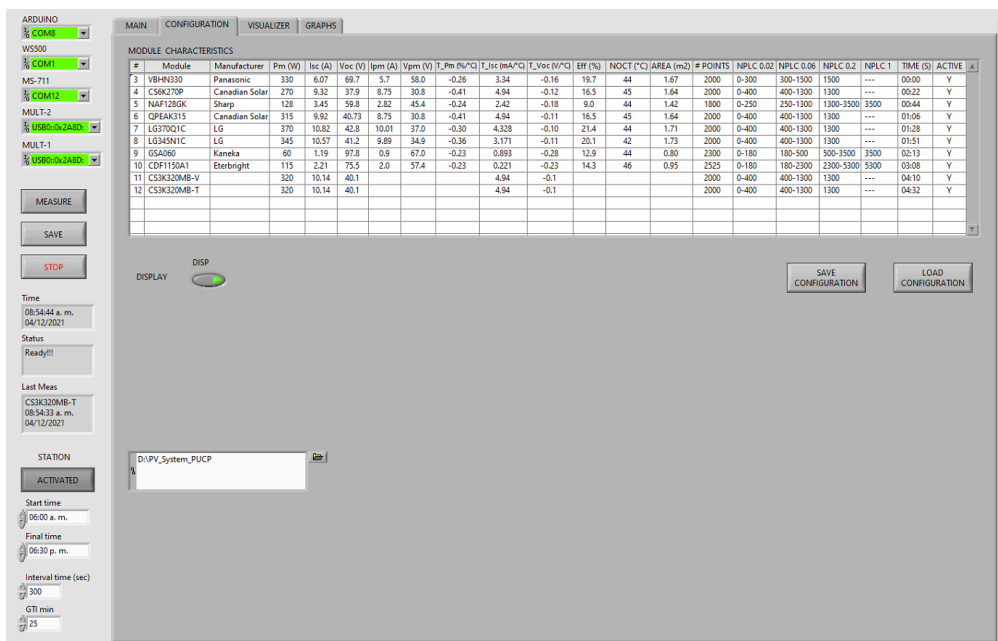 ARDUINO
COM8
WS500
COM1
MS-711
COM12
MULT-2
USB0::0x2A8D:
MULT-1
USB0::0x2A8D:
MEASURE
SAVE
STOP
Time
08:54:44 a. m.
04/12/2021
Status
Ready!!!
Last Meas
CS3K320MB-T
08:54:33 a. m.
04/12/2021
STATION
ACTIVATED
Start time
06:00 a. m.
Final time
06:30 p. m.
Interval time (sec)
300
GTI min
25
MAIN CONFIGURATION VISUALIZER GRAPHS
MODULE CHARACTERISTICS
# Module Manufacturer Pm (W) Isc (A) Voc (V) Ipm (A) Vpm (V) T_Pm (%/°C) T_Isc (mA/°C) T_Voc (V/°C) Eff (%) NOCT (°C) AREA (m2) # POINTS NPLC 0.02 NPLC 0.06 NPLC 0.2 NPLC 1 TIME (S) ACTIVE
3 VBHN330 Panasonic 330 6.07 69.7 5.7 58.0 -0.26 3.34 -0.16 19.7 44 1.67 2000 0-300 300-1500 1500 --- 00:00 Y
4 CS6K270P Canadian Solar 270 9.32 37.9 8.75 30.8 -0.41 4.94 -0.12 16.5 45 1.64 2000 0-400 400-1300 1300 --- 00:22 Y
5 NAF128GK Sharp 128 3.45 59.8 2.82 45.4 -0.24 2.42 -0.18 9.0 44 1.42 1800 0-250 250-1300 1300-3500 3500 00:44 Y
6 QPEAK315 Canadian Solar 315 9.92 40.73 8.75 30.8 -0.41 4.94 -0.11 16.5 45 1.64 2000 0-400 400-1300 1300 --- 01:06 Y
7 LG370Q1C LG 370 10.82 42.8 10.01 37.0 -0.30 4.328 -0.10 21.4 44 1.71 2000 0-400 400-1300 1300 --- 01:28 Y
8 LG345N1C LG 345 10.57 41.2 9.89 34.9 -0.36 3.171 -0.11 20.1 42 1.73 2000 0-400 400-1300 1300 --- 01:51 Y
9 GSA060 Kaneka 60 1.19 97.8 0.9 67.0 -0.23 0.893 -0.28 12.9 44 0.80 2300 0-180 180-500 500-3500 3500 02:13 Y
10 CDF1150A1 Eterbright 115 2.21 75.5 2.0 57.4 -0.23 0.221 -0.23 14.3 46 0.95 2525 0-180 180-2300 2300-5300 5300 03:08 Y
11 CS3K320MB-V 320 10.14 40.1 4.94 -0.1 2000 0-400 400-1300 1300 --- 04:10 Y
12 CS3K320MB-T 320 10.14 40.1 4.94 -0.1 2000 0-400 400-1300 1300 --- 04:32 Y
DISP
DISPLAY
SAVE
CONFIGURATION
LOAD
CONFIGURATION
D:\PV_System_PUCP